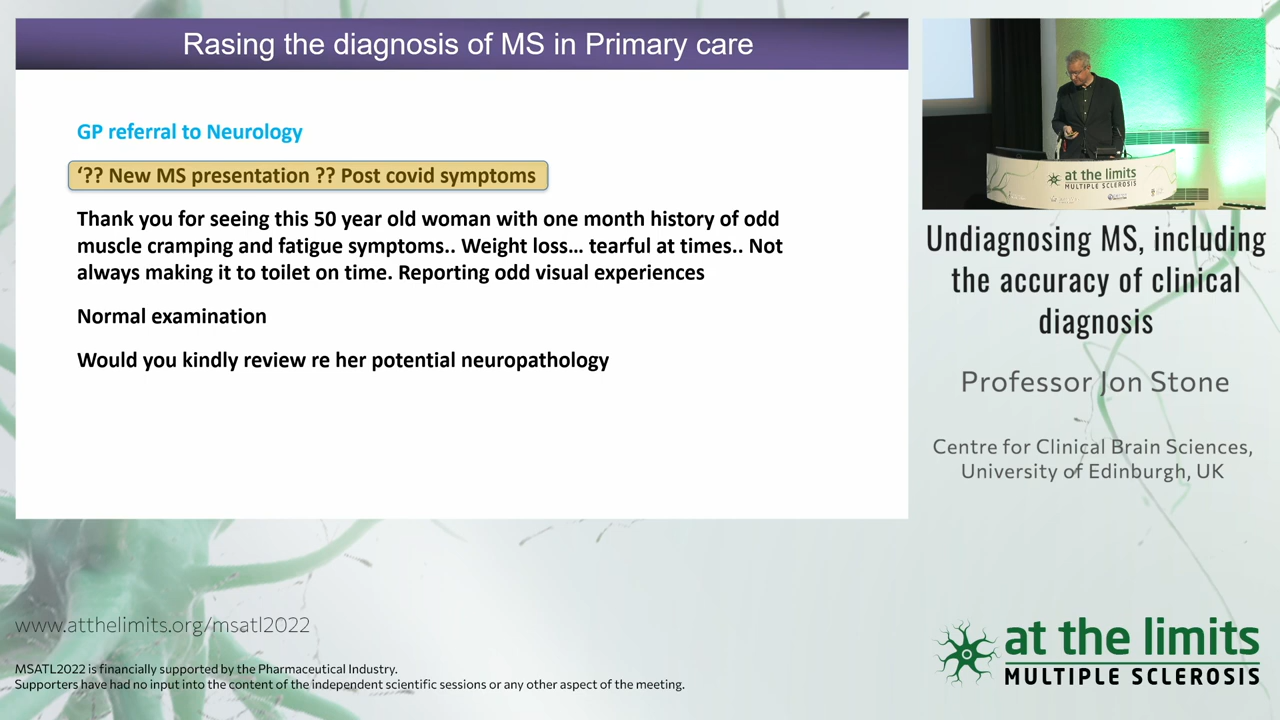 Rasing the diagnosis of MS in Primary care
GP referral to Neurology
‘?? New MS presentation ?? Post covid symptoms
Thank you for seeing this 50 year old woman with one month history of odd
muscle cramping and fatigue symptoms.. Weight loss… tearful at times.. Not
always making it to toilet on time. Reporting odd visual experiences
Normal examination
Would you kindly review re her potential neuropathology
at the limits
MULTIPLE SCLEROSIS
Undiagnosing MS, including
the accuracy of clinical
diagnosis
Professor Jon Stone
Centre for Clinical Brain Sciences,
University of Edinburgh, UK
www.atthelimits.org/msatl2022
MSATL2022 is financially supported by the Pharmaceutical Industry.
Supporters have had no input into the content of the independent scientific sessions or any other aspect of the meeting.
at the limits
MULTIPLE SCLEROSIS